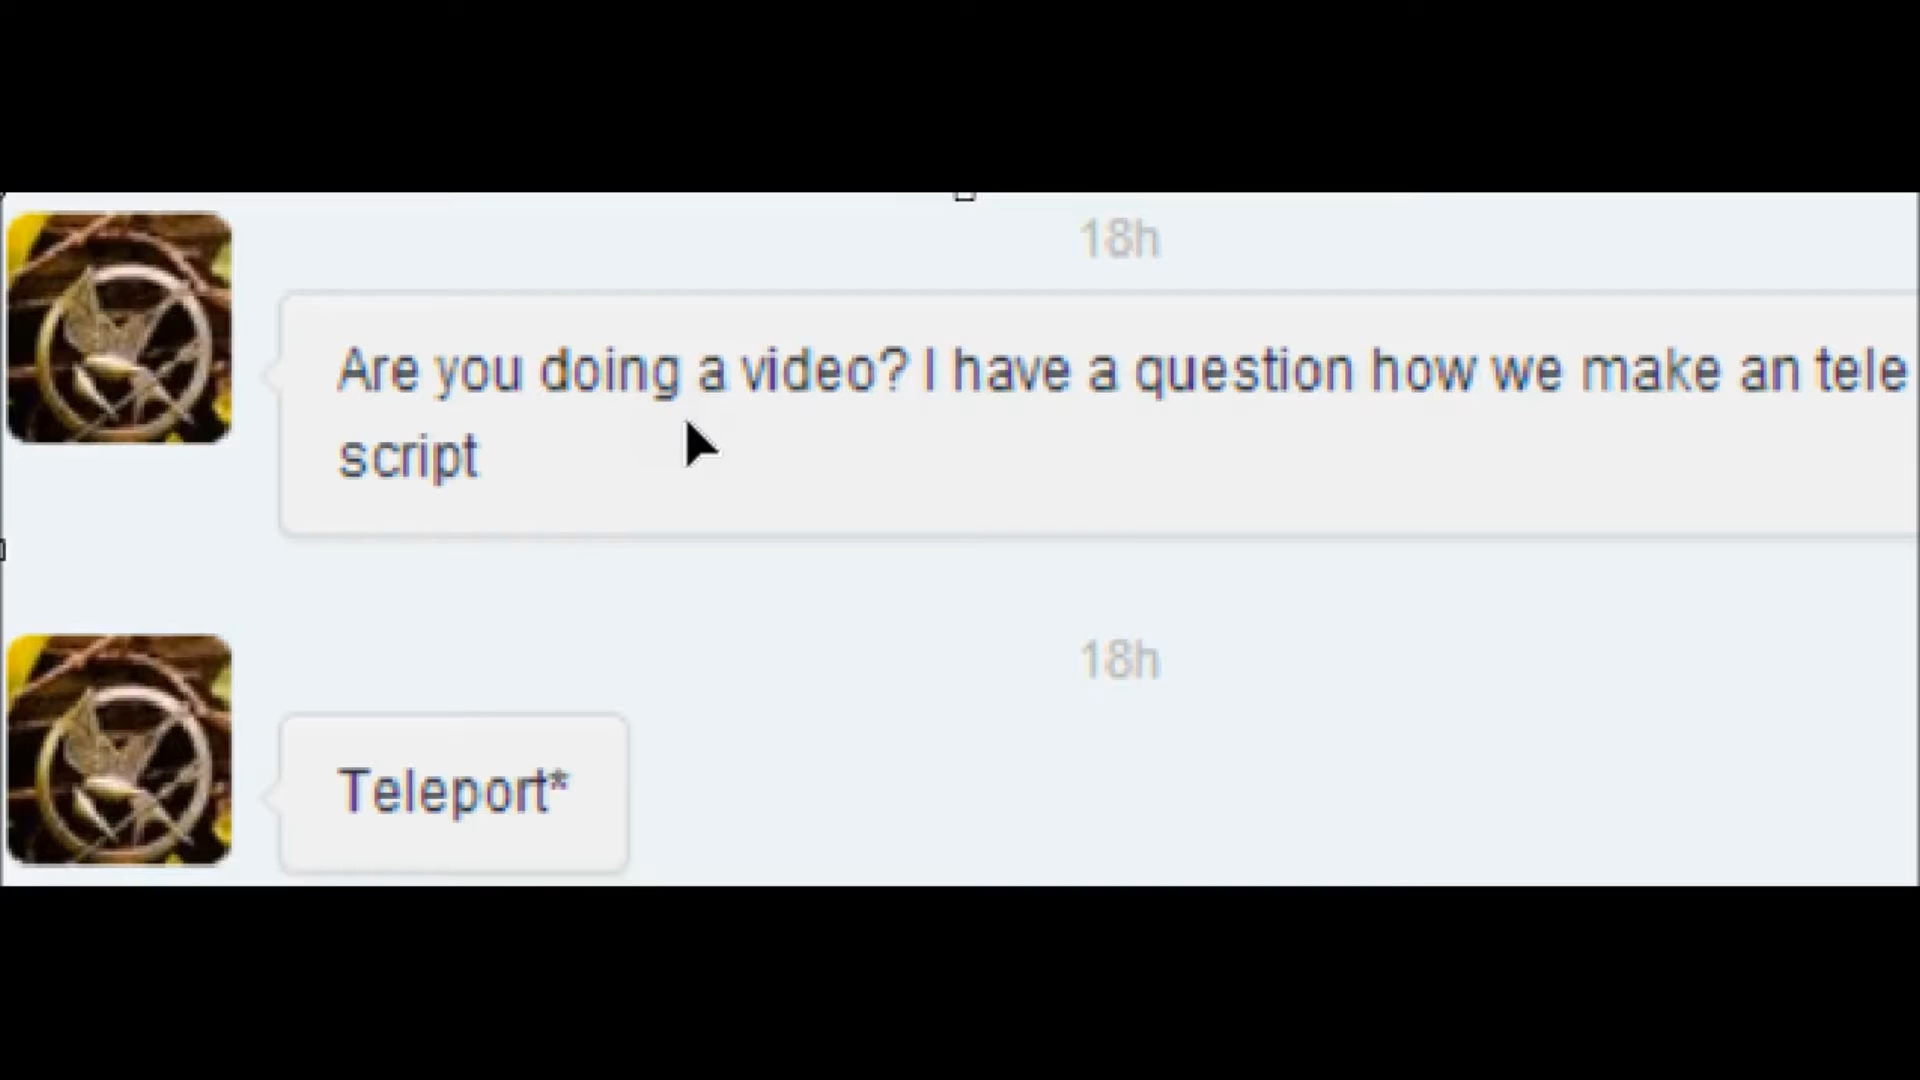 18h
Are you doing a video? I have a question how we make an tele
script
18h
Teleport*